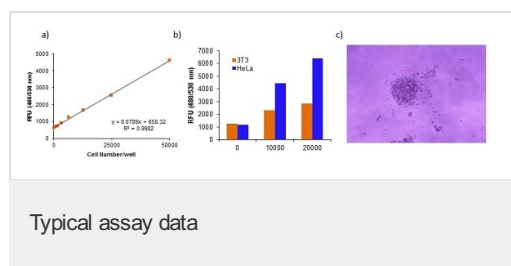 a)
b)
c)
RFU (480/530 nm)
5000
4000
3000
2000
1000
0
y = 0.0789x + 658.32
R² = 0.9982
0
25000
50000
Cell Number/well
RFU (480/530 nm)
7000
6000
5000
4000
3000
2000
1000
0
3T3
HeLa
0
10000
20000
Typical assay data